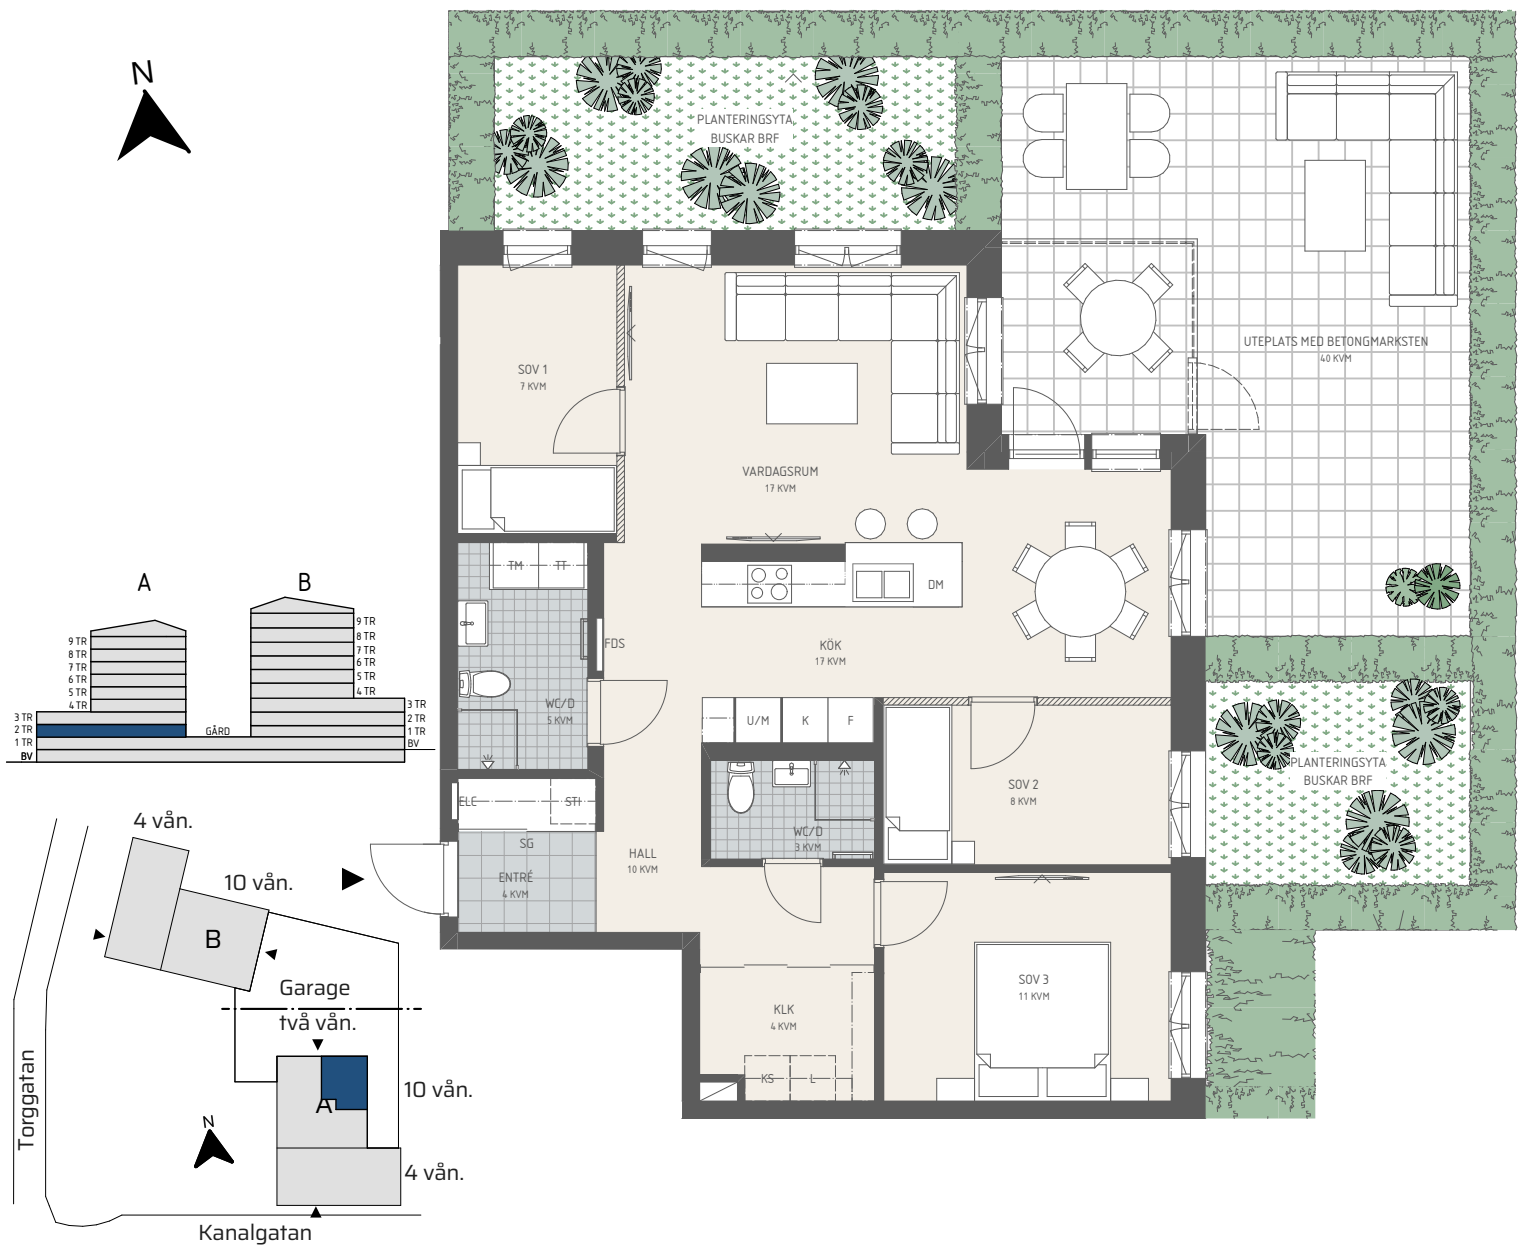 N
PLANTERINGSYTA
BUSKAR BRF
UTEPLATS MED BETONGMARKSTEN
40 KVM
SOV 1
7 KVM
VARDAGSRUM
17 KVM
TM
TT
DM
FDS
KÖK
17 KVM
WC/D
5 KVM
U/M
K
F
ELC
STI
SG
ENTRÉ
4 KVM
HALL
10 KVM
WC/D
3 KVM
SOV 2
8 KVM
PLANTERINGSYTA
BUSKAR BRF
SOV 3
11 KVM
KLK
4 KVM
KS
L
A
B
9 TR
8 TR
7 TR
6 TR
5 TR
4 TR
3 TR
2 TR
1 TR
BV
GÅRD
9 TR
8 TR
7 TR
6 TR
5 TR
4 TR
3 TR
2 TR
1 TR
BV
4 vån.
10 vån.
B
Garage
två vån.
A
10 vån.
N
4 vån.
Torggatan
Kanalgatan